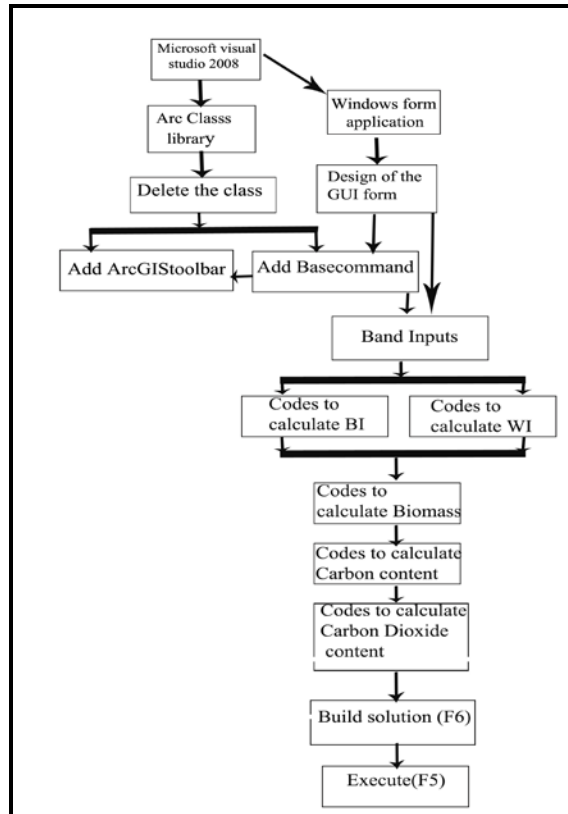 Microsoft visual
studio 2008
Windows form
application
Arc Classs
library
Design of the
GUI form
Delete the class
Add ArcGIStoolbar
Add Basecommand
Band Inputs
Codes to
calculate BI
Codes to
calculate WI
Codes to
calculate Biomass
Codes to calculate
Carbon content
Codes to calculate
Carbon Dioxide
content
Build solution (F6)
Execute(F5)